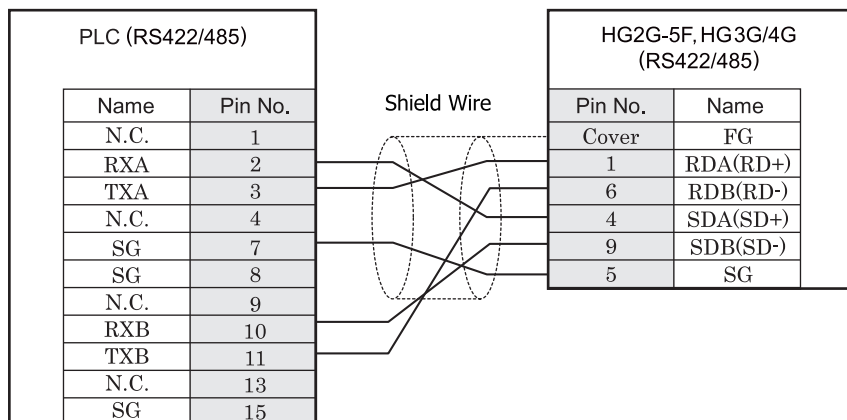 PLC (RS422/485)
Name Pin No.
N.C. 1
RXA 2
TXA 3
N.C. 4
SG 7
SG 8
N.C. 9
RXB 10
TXB 11
N.C. 13
SG 15
Shield Wire
HG2G-5F, HG3G/4G
(RS422/485)
Pin No. Name
Cover FG
1 RDA(RD+)
6 RDB(RD-)
4 SDA(SD+)
9 SDB(SD-)
5 SG